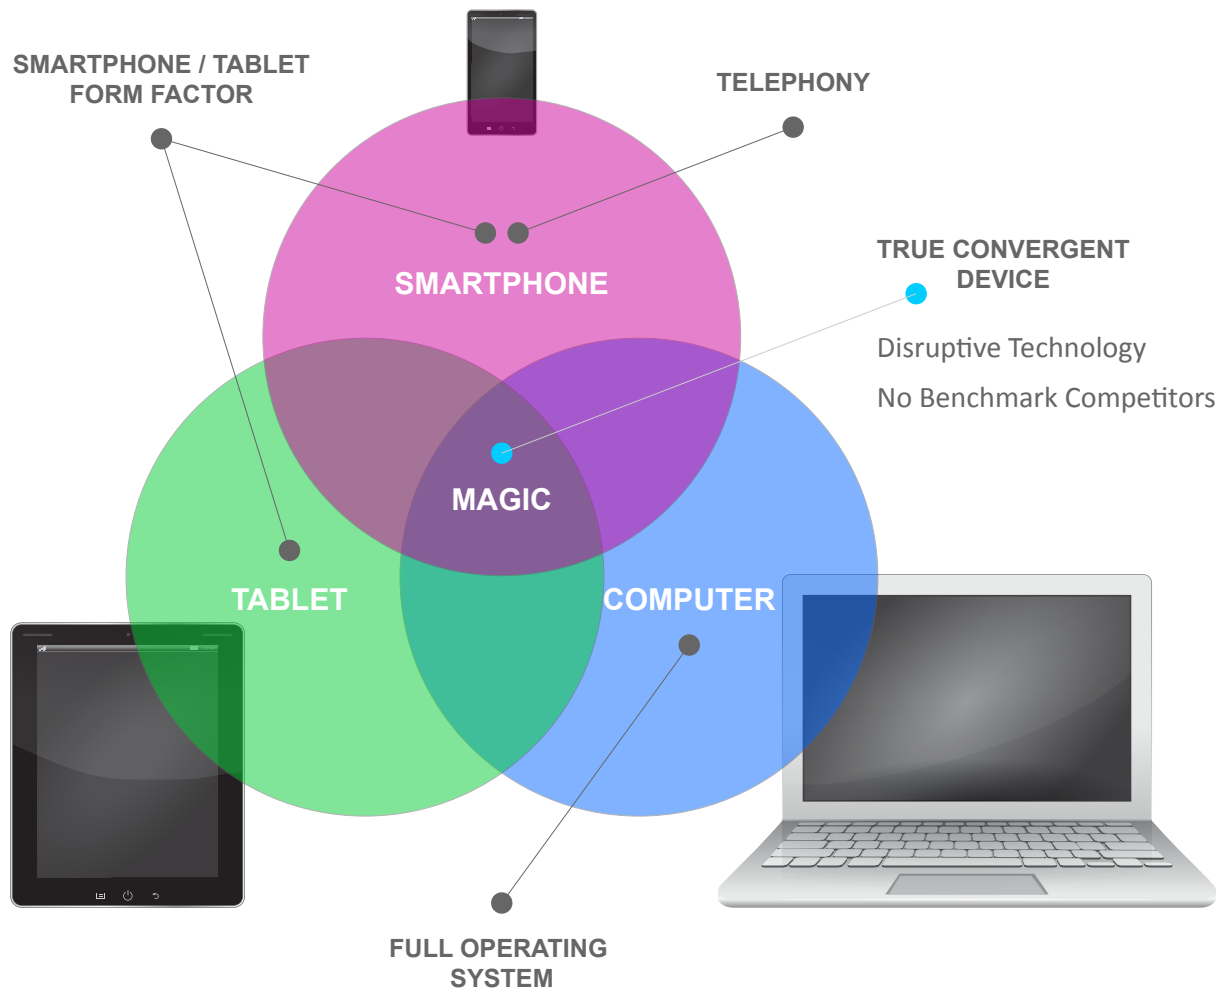 SMARTPHONE / TABLET
FORM FACTOR
TELEPHONY
TRUE CONVERGENT
DEVICE
Disruptive Technology
No Benchmark Competitors
SMARTPHONE
MAGIC
TABLET
COMPUTER
FULL OPERATING
SYSTEM